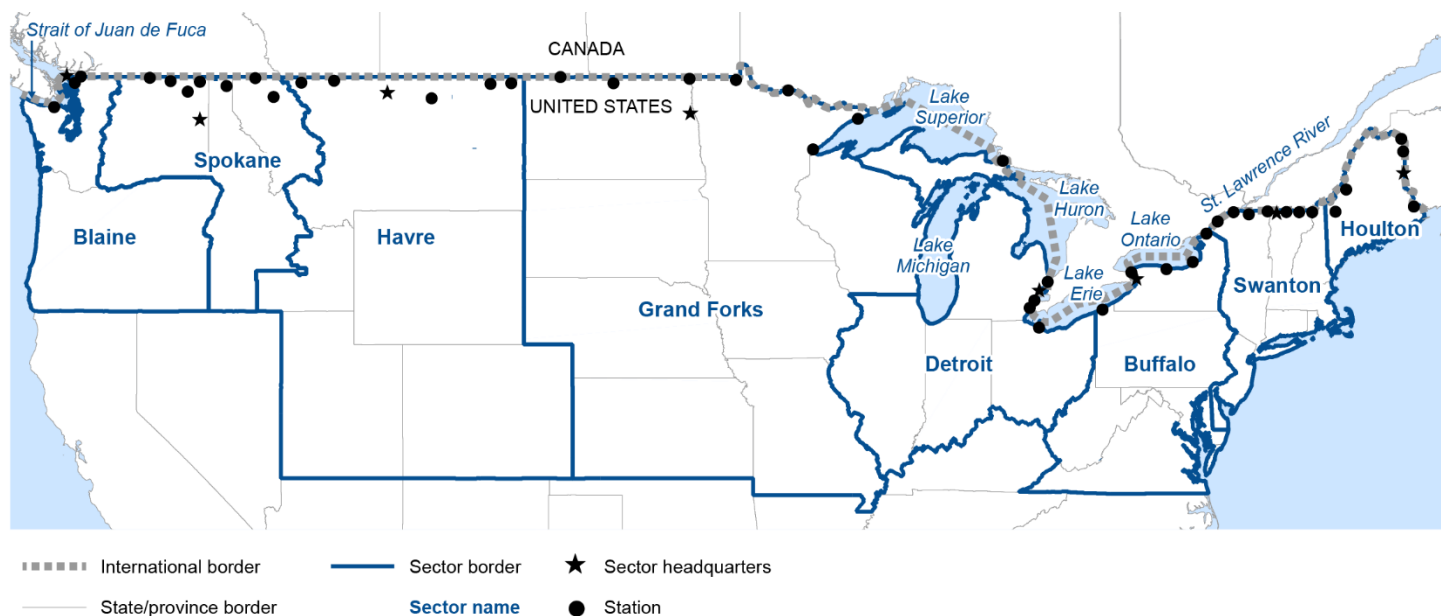 Strait of Juan de Fuca
CANADA
UNITED STATES
Lake
Superior
St. Lawrence River
Spokane
Lake
Huron
Blaine
Havre
Lake
Ontario
Houlton
Lake
Michigan
Lake
Erie
Swanton
Grand Forks
Detroit
Buffalo
International border
Sector border
Sector headquarters
State/province border
Sector name
Station